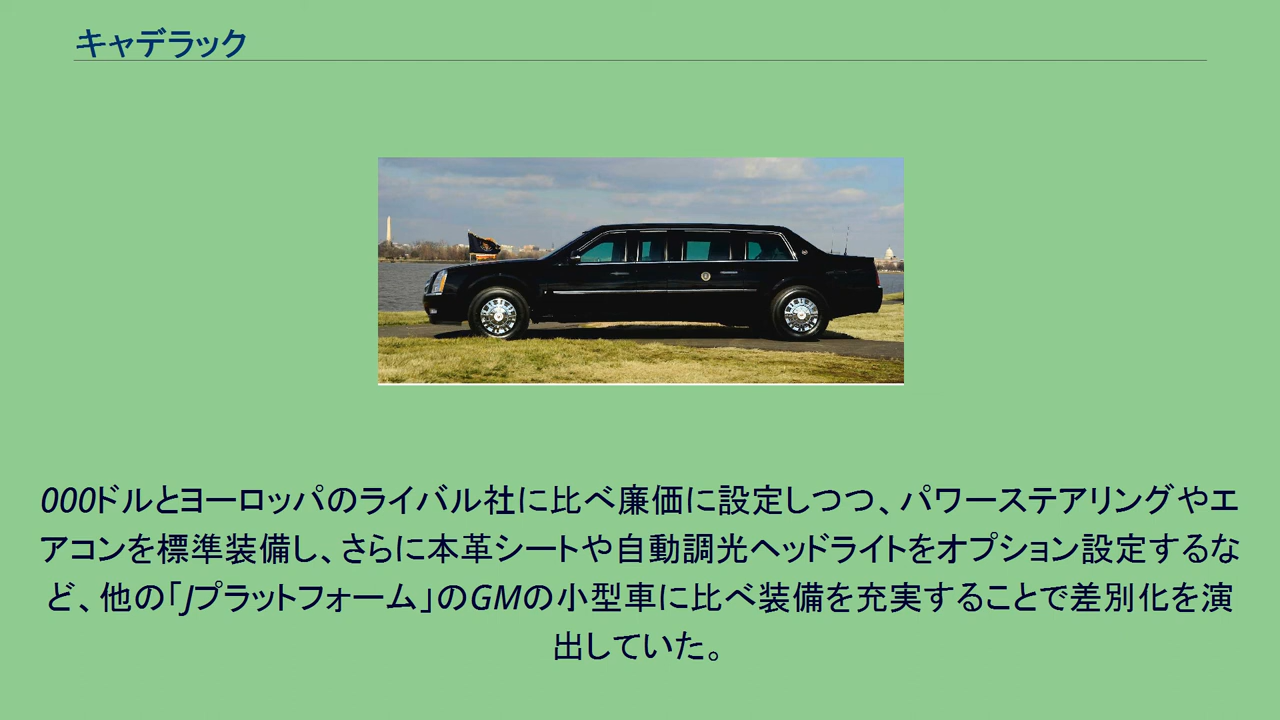 キャデラック
000ドルとヨーロッパのライバル社に比べ廉価に設定しつつ、パワーステアリングやエ
アコンを標準装備し、さらに本革シートや自動調光ヘッドライトをオプション設定するな
ど、他の「Jプラットフォーム」のGMの小型車に比べ装備を充実することで差別化を演
出していた。